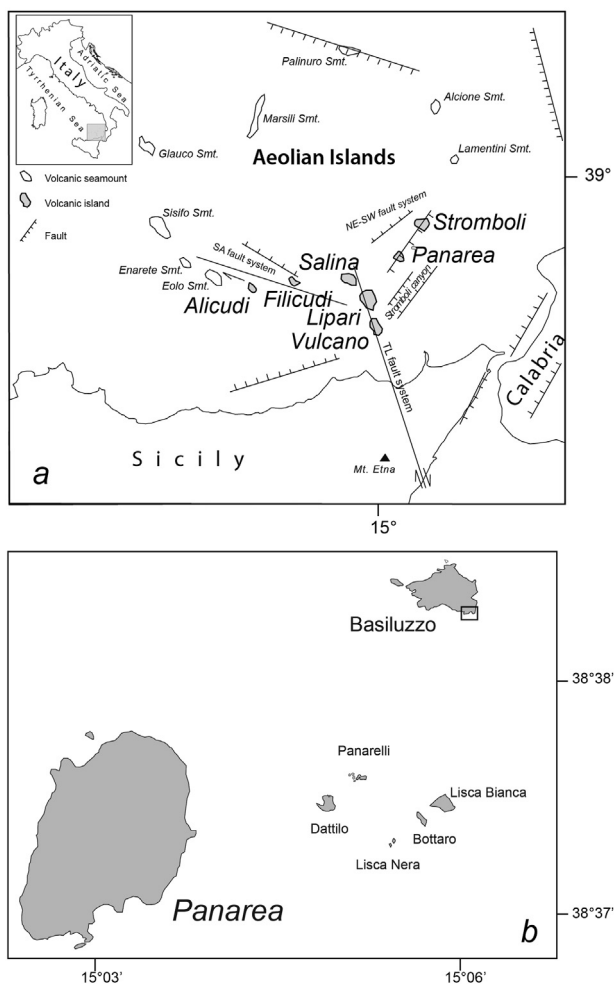 Italy
Adriatic Sea
Tyrrhenian Sea
Palinuro Smt.
Alcione Smt.
Marsili Smt.
Lamentini Smt.
Glauco Smt.
Aeolian Islands
39°
Volcanic seamount
Volcanic island
Fault
Sisifo Smt.
NE-SW fault system
Stromboli
Panarea
SA fault system
Salina
Enarete Smt.
Eolo Smt.
Alicudi
Filicudi
Stromboli canyon
Lipari
Vulcano
TL fault system
Calabria
Sicily
Mt. Etna
a
15°
Basiluzzo
38°38'
Panarelli
Lisca Bianca
Dattilo
Bottaro
Lisca Nera
Panarea
38°37'
b
15°03'
15°06'